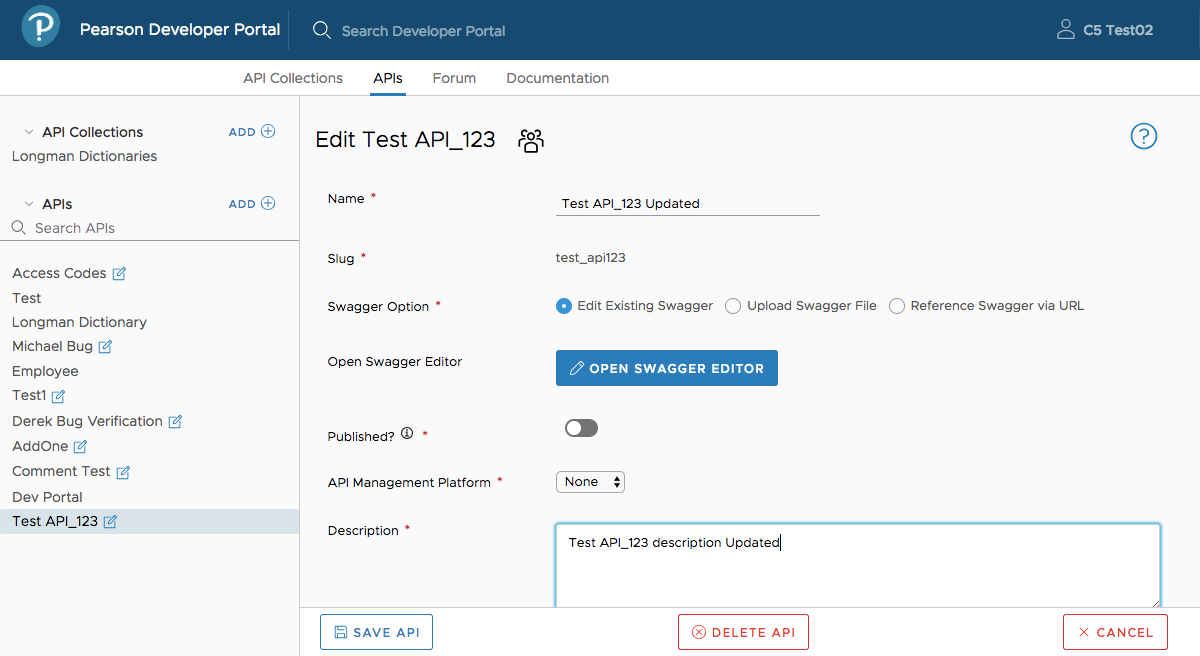 Pearson Developer Portal
Search Developer Portal
C5 Test02
API Collections APIs Forum Documentation
API Collections ADD
Longman Dictionaries
APIs ADD
Search APIs
Access Codes
Test
Longman Dictionary
Michael Bug
Employee
Test1
Derek Bug Verification
AddOne
Comment Test
Dev Portal
Test API_123
Edit Test API_123
?
Name * Test API_123 Updated
Slug * test_api123
Swagger Option * Edit Existing Swagger Upload Swagger File Reference Swagger via URL
Open Swagger Editor OPEN SWAGGER EDITOR
Published? *
API Management Platform * None
Description * Test API_123 description Updated
SAVE API DELETE API CANCEL